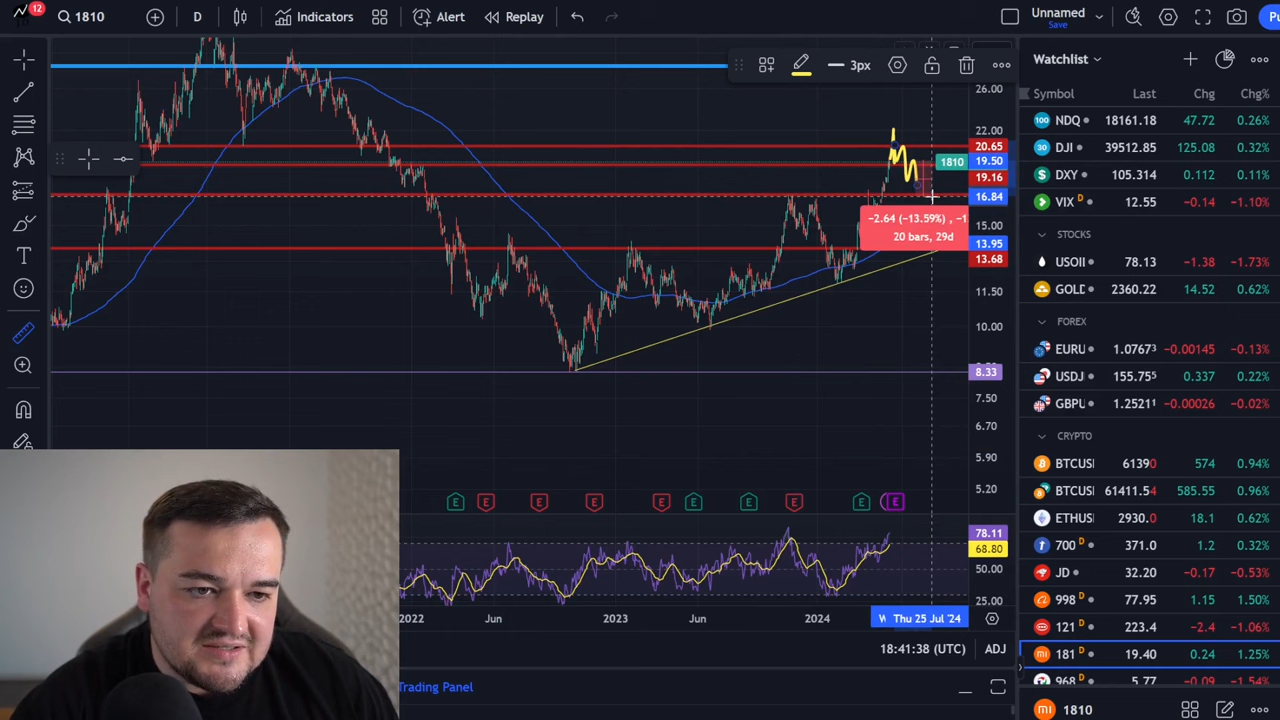 12
1810
D
Indicators
Alert
Replay
Unnamed
Save
3px
26.00
22.00
20.65
1810
19.50
19.16
16.84
15.00
13.95
13.68
11.50
10.00
8.33
7.50
6.70
5.90
5.20
−2.64 (−13.59%) , −1
20 bars, 29d
E E E E E E E E E E
78.11
68.80
50.00
25.00
2022 Jun 2023 Jun 2024
Thu 25 Jul '24
18:41:38 (UTC)
ADJ
Trading Panel
Watchlist
Symbol Last Chg Chg%
NDQ 18161.18 47.72 0.26%
DJI 39512.85 125.08 0.32%
DXY 105.314 0.112 0.11%
VIX D 12.55 −0.14 −1.10%
STOCKS
USOIL 78.13 −1.38 −1.73%
GOLD 2360.22 14.52 0.62%
FOREX
EURU 1.0767³ −0.00145 −0.13%
USDJ 155.75⁵ 0.337 0.22%
GBPU 1.2521¹ −0.00026 −0.02%
CRYPTO
BTCUS 61390 574 0.94%
BTCUS 61411.54 585.55 0.96%
ETHUS 2930.0 18.1 0.62%
700 D 371.0 1.2 0.32%
JD 32.20 −0.17 −0.53%
998 D 77.95 1.15 1.50%
121 D 223.4 −2.4 −1.06%
181 D 19.40 0.24 1.25%
968 D 5.77 −0.09 −1.54%
1810